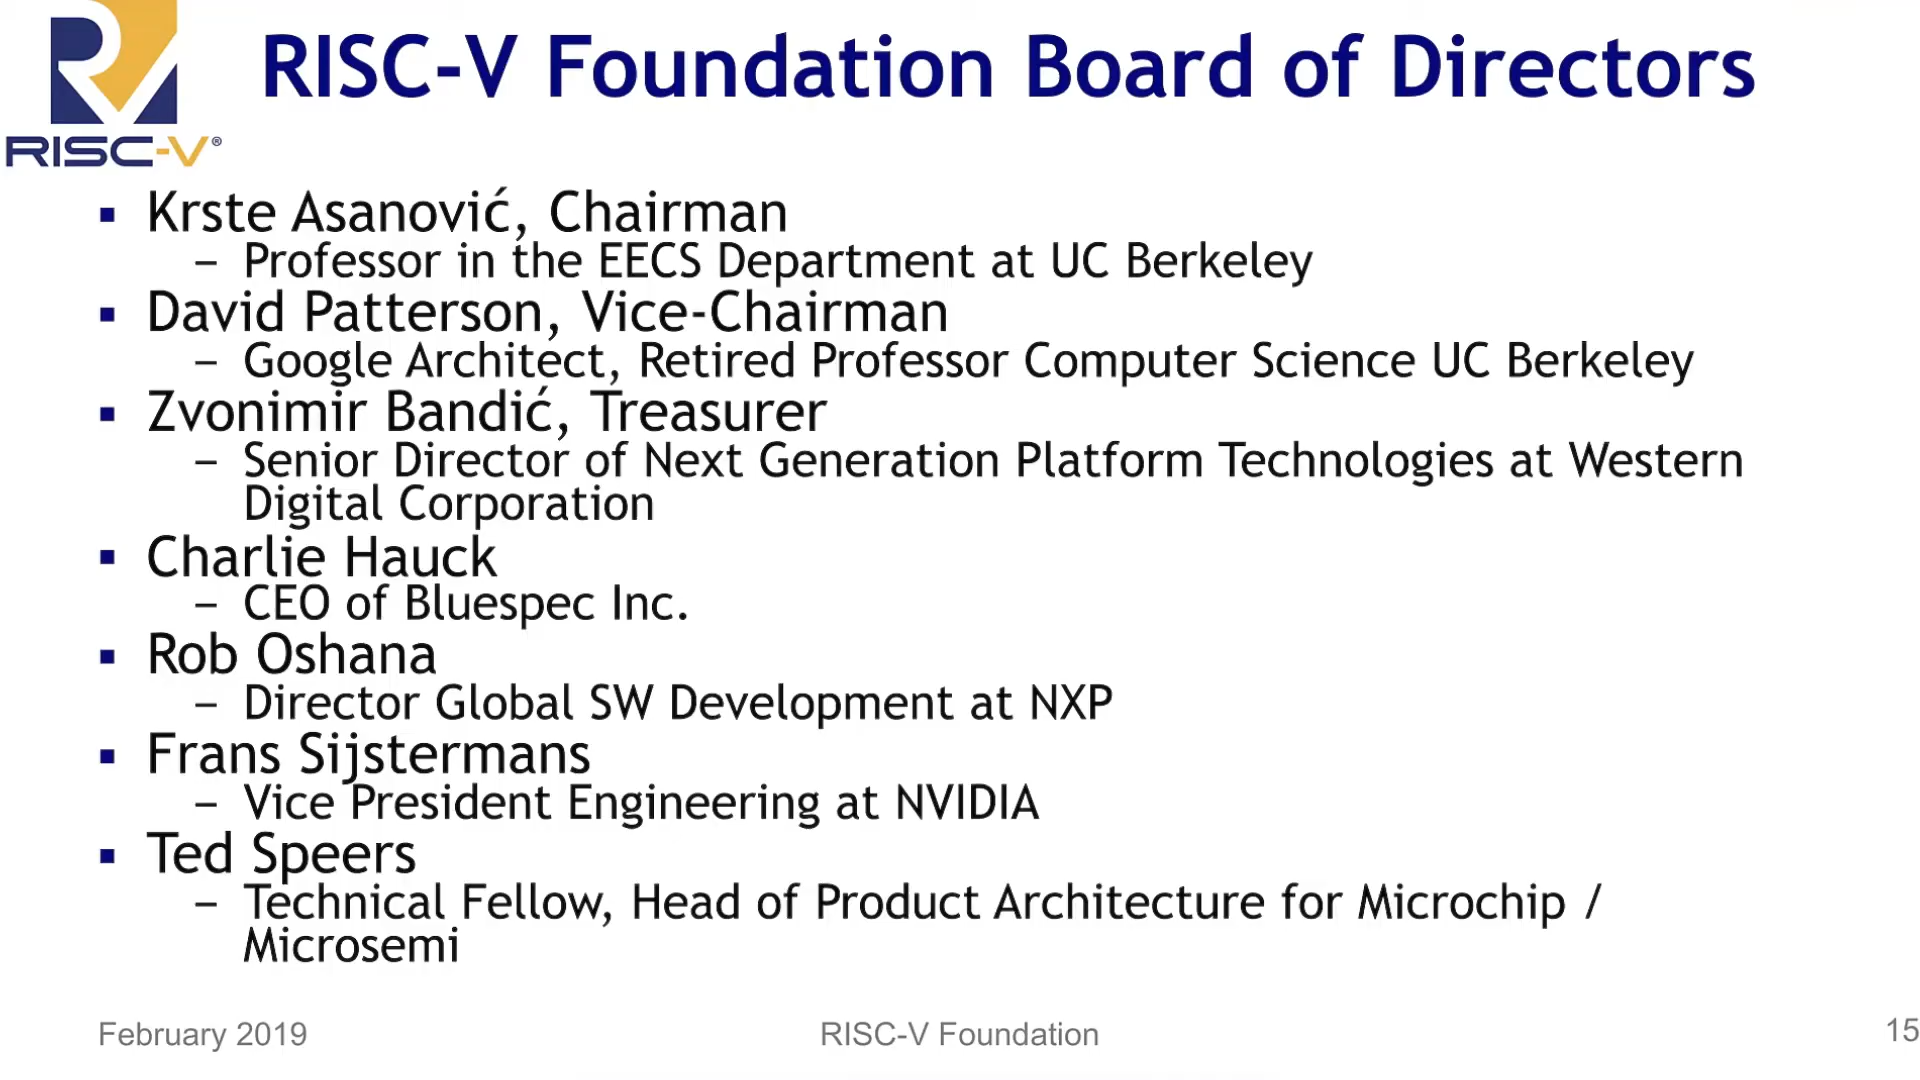 RISC-V Foundation Board of Directors
RISC-V®
▪ Krste Asanović, Chairman
– Professor in the EECS Department at UC Berkeley
▪ David Patterson, Vice-Chairman
– Google Architect, Retired Professor Computer Science UC Berkeley
▪ Zvonimir Bandić, Treasurer
– Senior Director of Next Generation Platform Technologies at Western
Digital Corporation
▪ Charlie Hauck
– CEO of Bluespec Inc.
▪ Rob Oshana
– Director Global SW Development at NXP
▪ Frans Sijstermans
– Vice President Engineering at NVIDIA
▪ Ted Speers
– Technical Fellow, Head of Product Architecture for Microchip /
Microsemi
February 2019
RISC-V Foundation
15